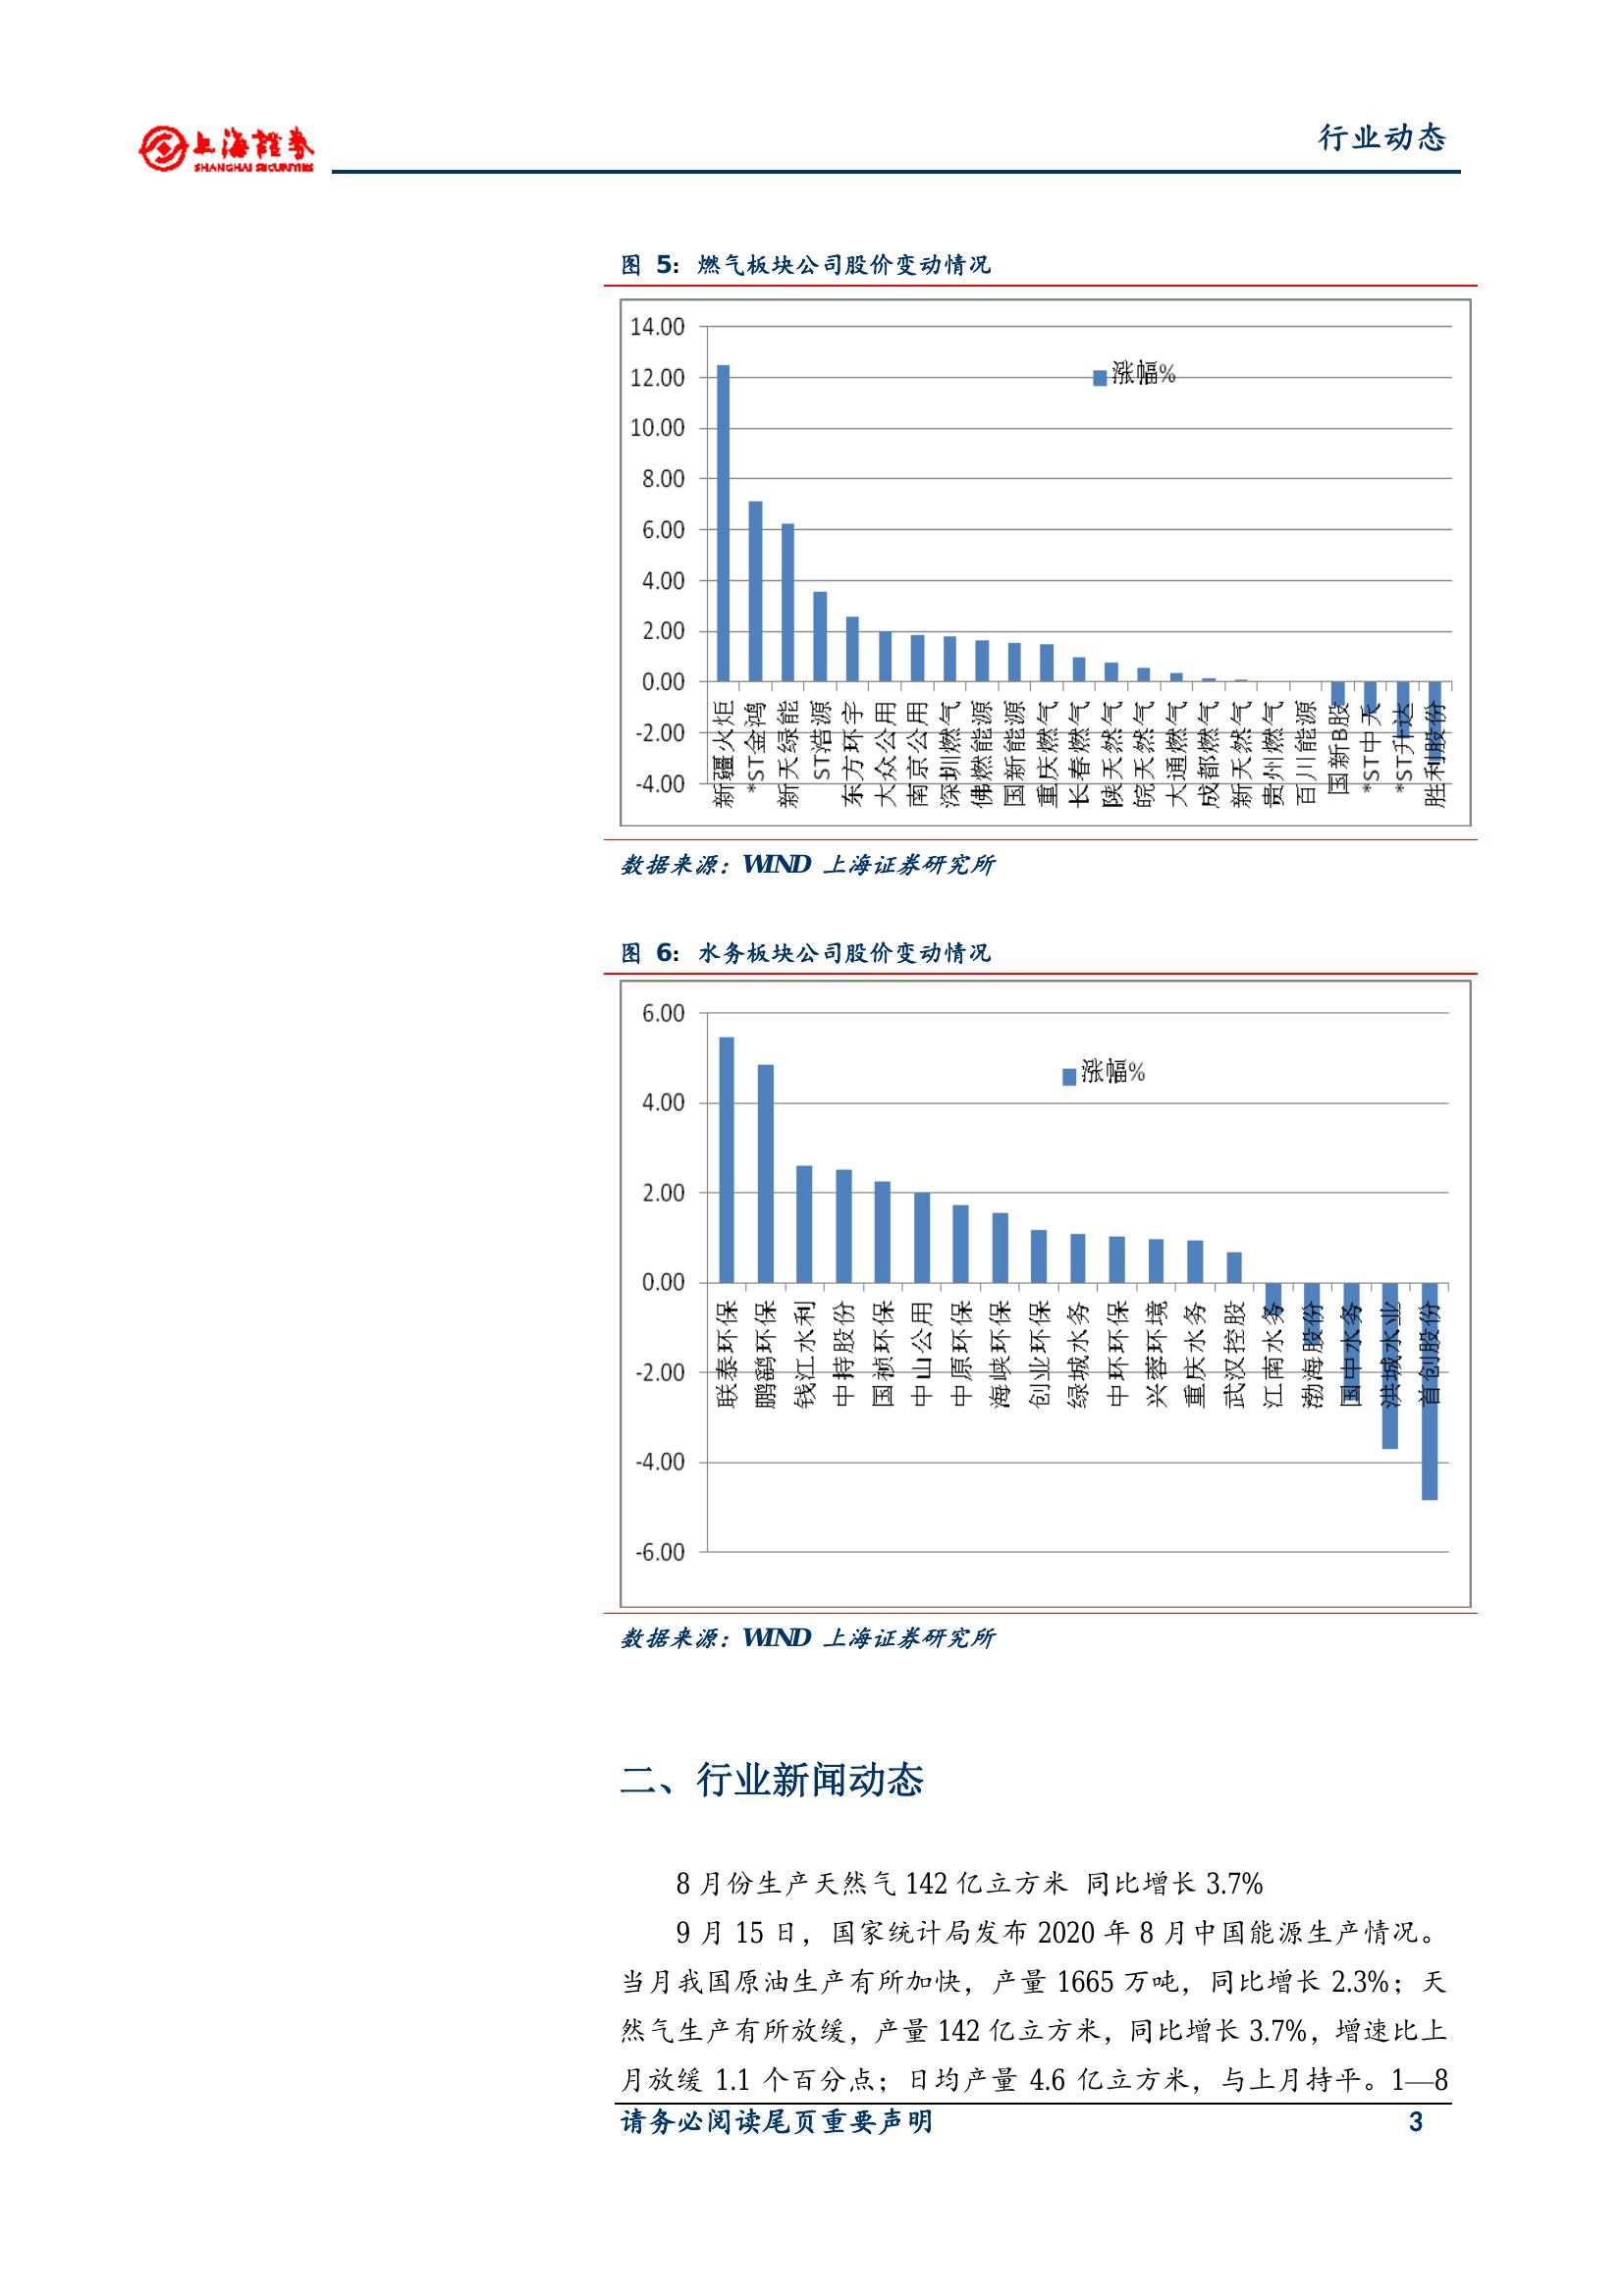 上海證券
SHANGHAI SECURITIES
行业动态
图 5: 燃气板块公司股价变动情况
14.00
12.00
10.00
8.00
6.00
4.00
2.00
0.00
-2.00
-4.00
涨幅%
新疆火炬
*ST金鸿
新天绿能
ST浩源
东方环宇
大众公用
南京公用
深圳燃气
佛燃能源
国新能源
重庆燃气
长春燃气
陕天然气
皖天然气
大通燃气
成都燃气
新天然气
贵州燃气
百川能源
国新B股
*ST中天
*ST升达
胜利股份
数据来源：WIND 上海证券研究所
图 6: 水务板块公司股价变动情况
6.00
4.00
2.00
0.00
-2.00
-4.00
-6.00
涨幅%
联泰环保
鹏鹞环保
钱江水利
中持股份
国祯环保
中山公用
中原环保
海峡环保
创业环保
绿城水务
中环环保
兴蓉环境
重庆水务
武汉控股
江南水务
渤海股份
国中水务
洪城水业
首创股份
数据来源：WIND 上海证券研究所
二、行业新闻动态
8 月份生产天然气 142 亿立方米 同比增长 3.7%
9 月 15 日，国家统计局发布 2020 年 8 月中国能源生产情况。
当月我国原油生产有所加快，产量 1665 万吨，同比增长 2.3%；天
然气生产有所放缓，产量 142 亿立方米，同比增长 3.7%，增速比上
月放缓 1.1 个百分点；日均产量 4.6 亿立方米，与上月持平。1—8
请务必阅读尾页重要声明 3